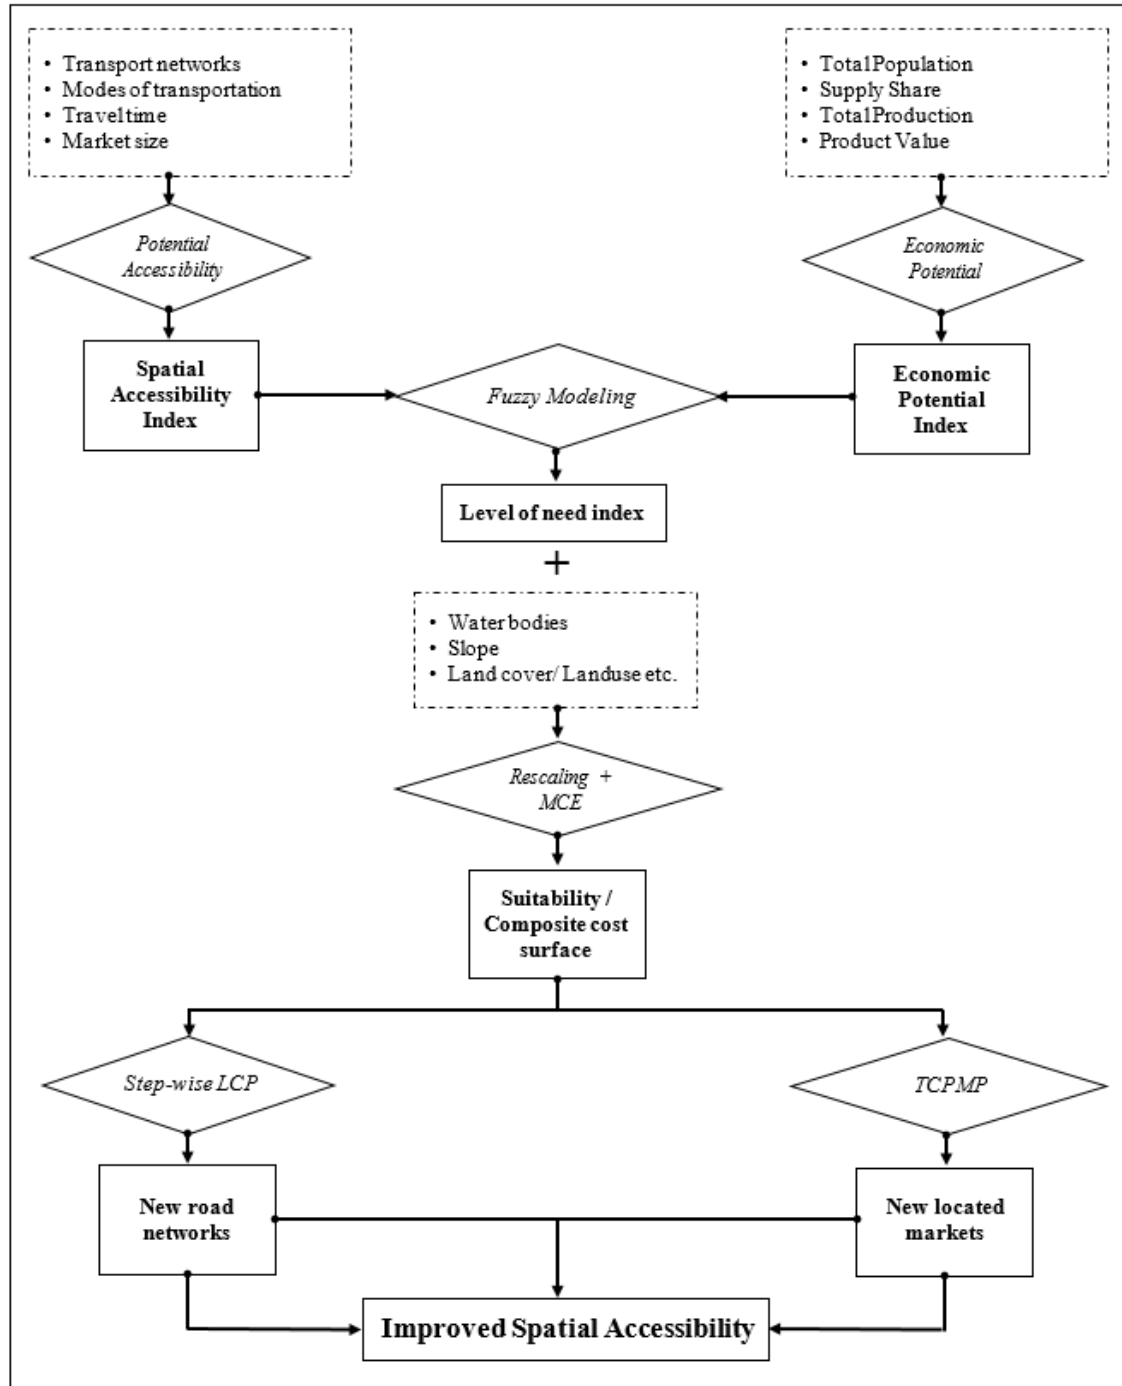 • Transport networks
• Modes of transportation
• Travel time
• Market size
• Total Population
• Supply Share
• Total Production
• Product Value
Potential
Accessibility
Economic
Potential
Spatial
Accessibility
Index
Fuzzy Modeling
Economic
Potential
Index
Level of need index
+
• Water bodies
• Slope
• Land cover/ Landuse etc.
Rescaling +
MCE
Suitability /
Composite cost
surface
Step-wise LCP
TCPMP
New road
networks
New located
markets
Improved Spatial Accessibility